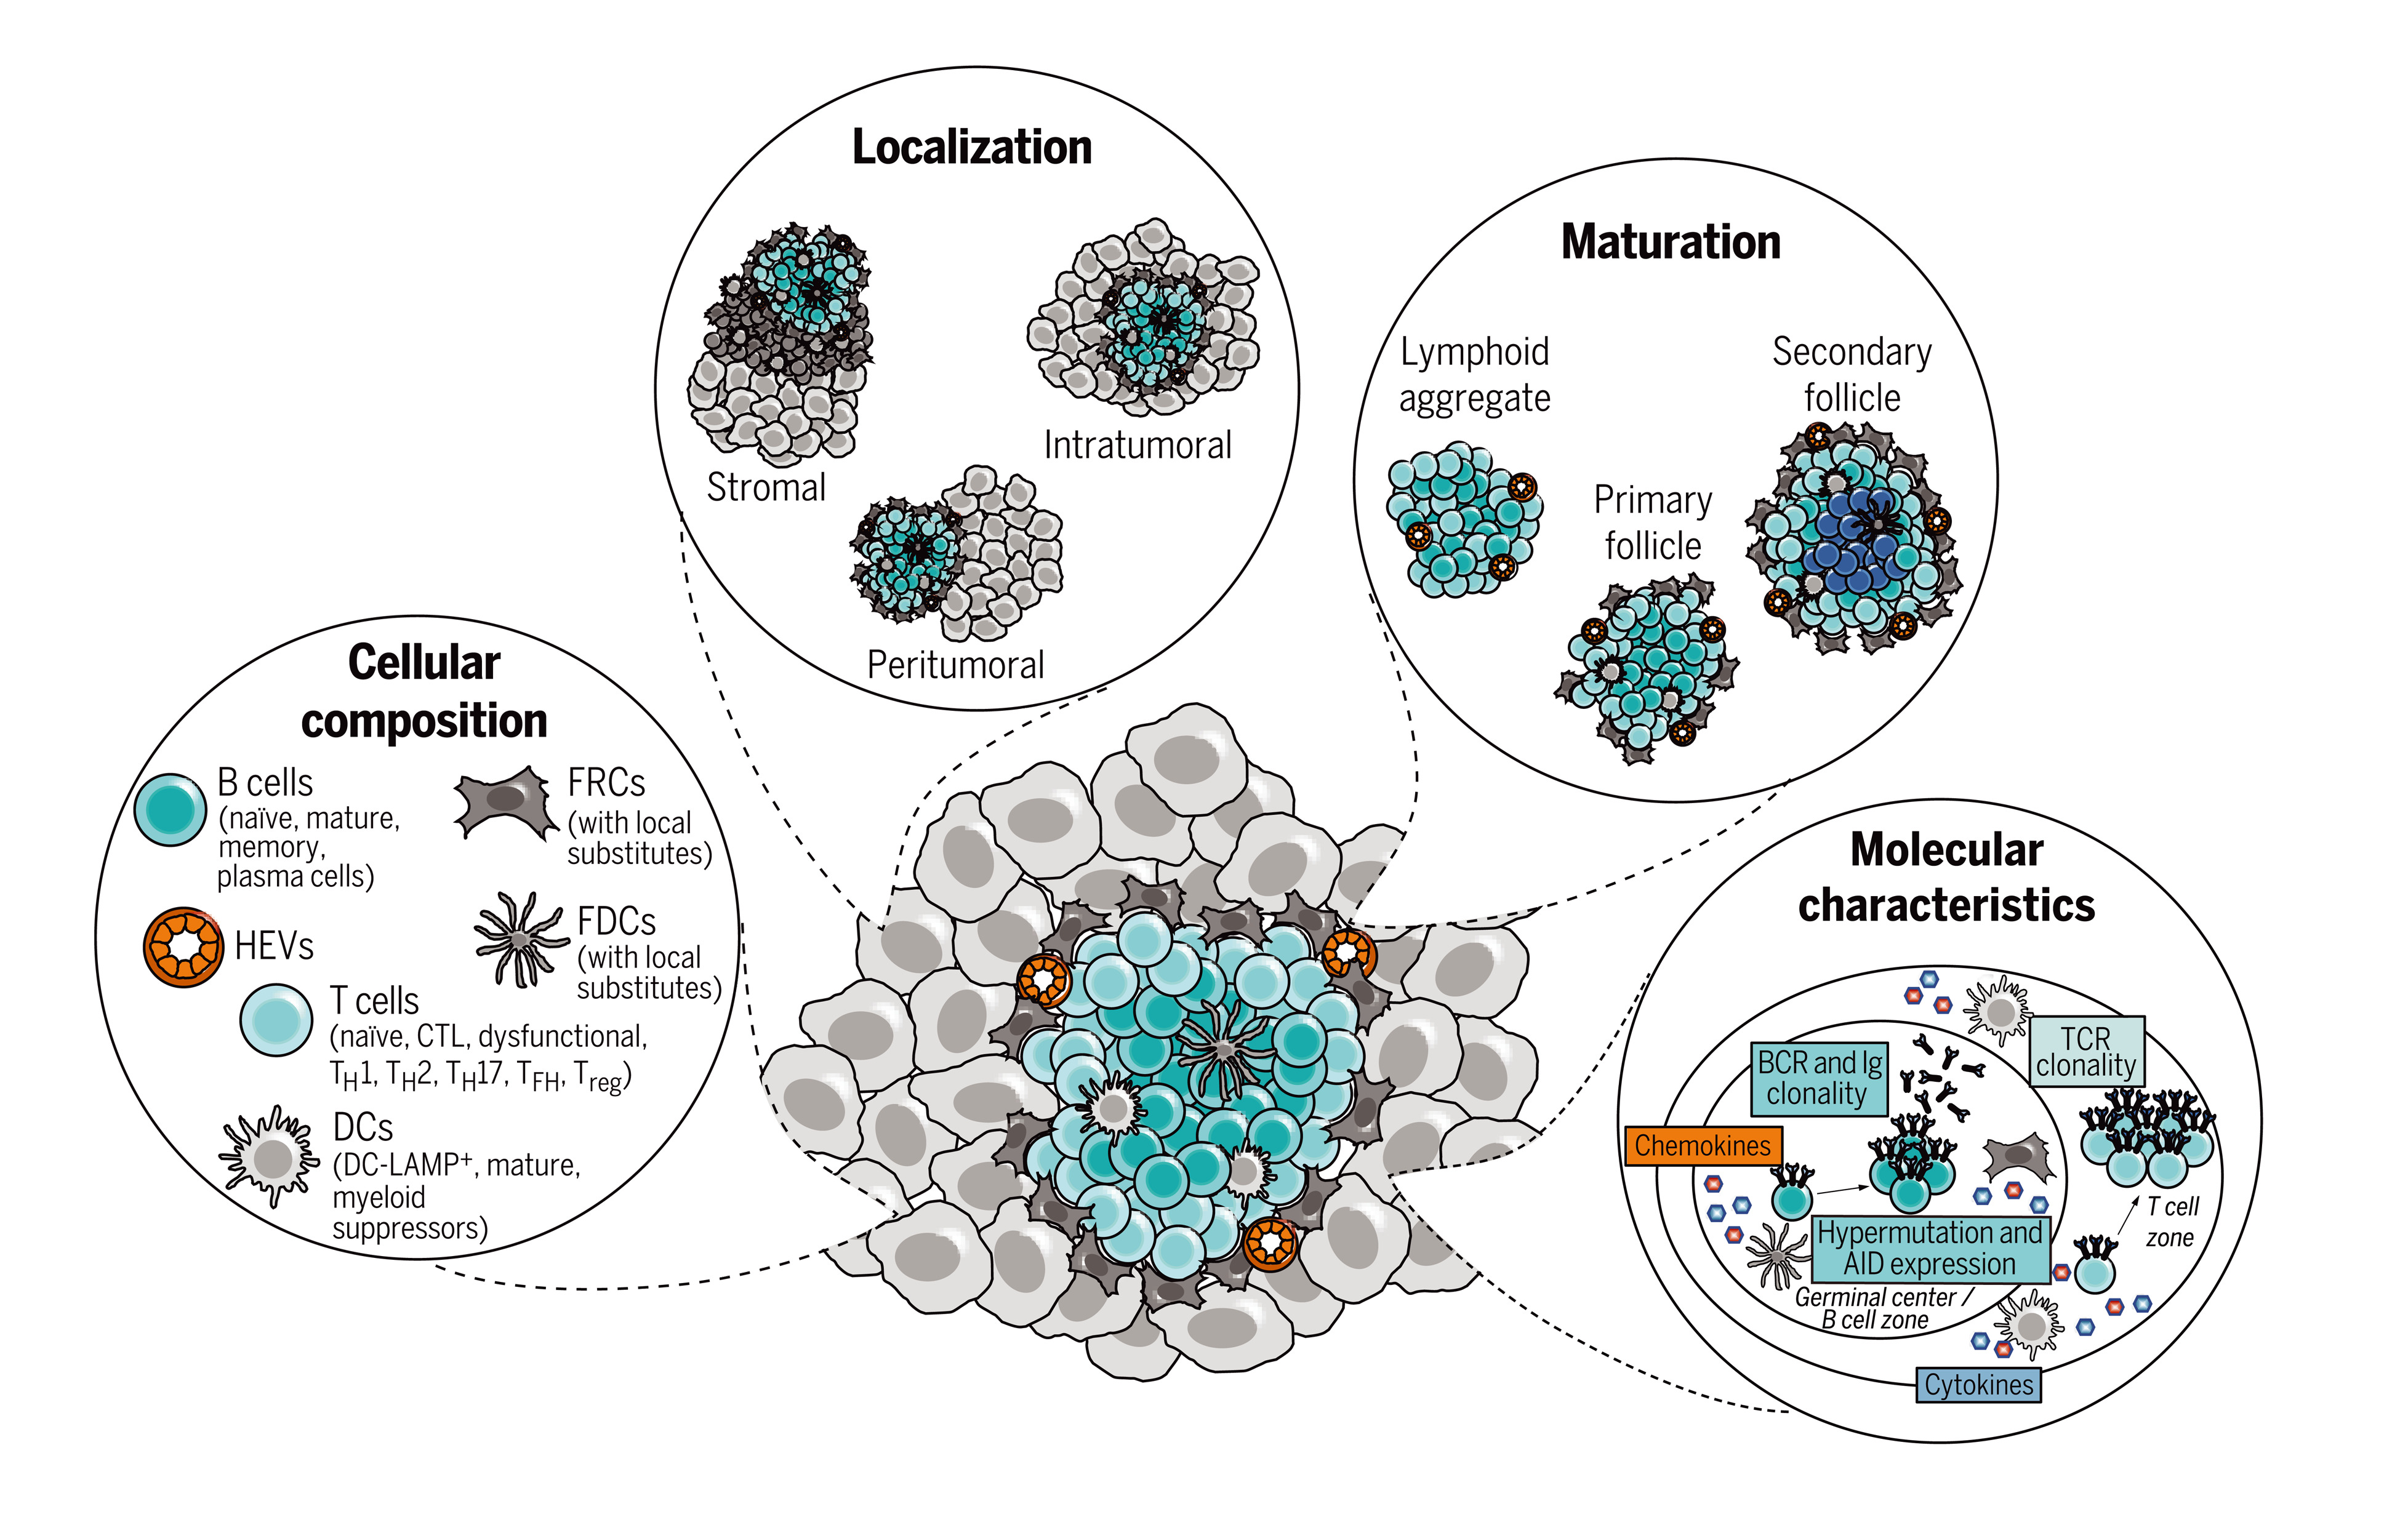 Localization
Stromal
Intratumoral
Peritumoral
Maturation
Lymphoid
aggregate
Primary
follicle
Secondary
follicle
Cellular
composition
B cells
(naïve, mature,
memory,
plasma cells)
FRCs
(with local
substitutes)
HEVs
FDCs
(with local
substitutes)
T cells
(naïve, CTL, dysfunctional,
TH1, TH2, TH17, TFH, Treg)
DCs
(DC-LAMP+, mature,
myeloid
suppressors)
Molecular
characteristics
TCR
clonality
BCR and Ig
clonality
Chemokines
T cell
zone
Hypermutation and
AID expression
Germinal center /
B cell zone
Cytokines